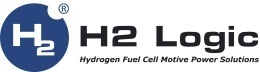 H2 ® H2 Logic
Hydrogen Fuel Cell Motive Power Solutions